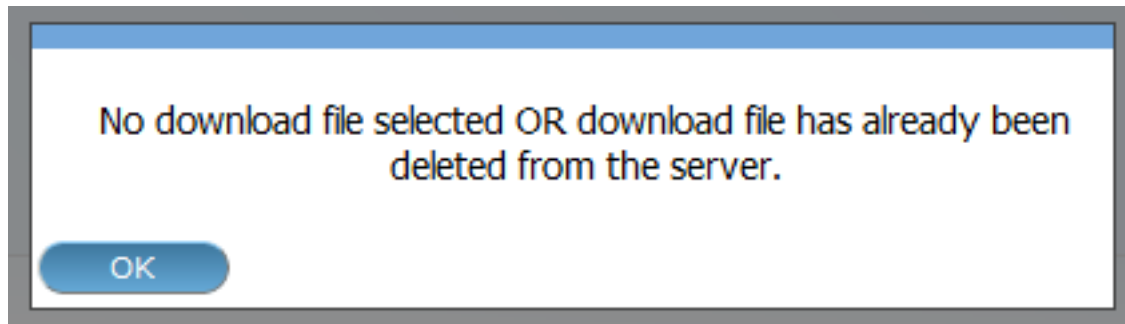 No download file selected OR download file has already been
deleted from the server.
OK